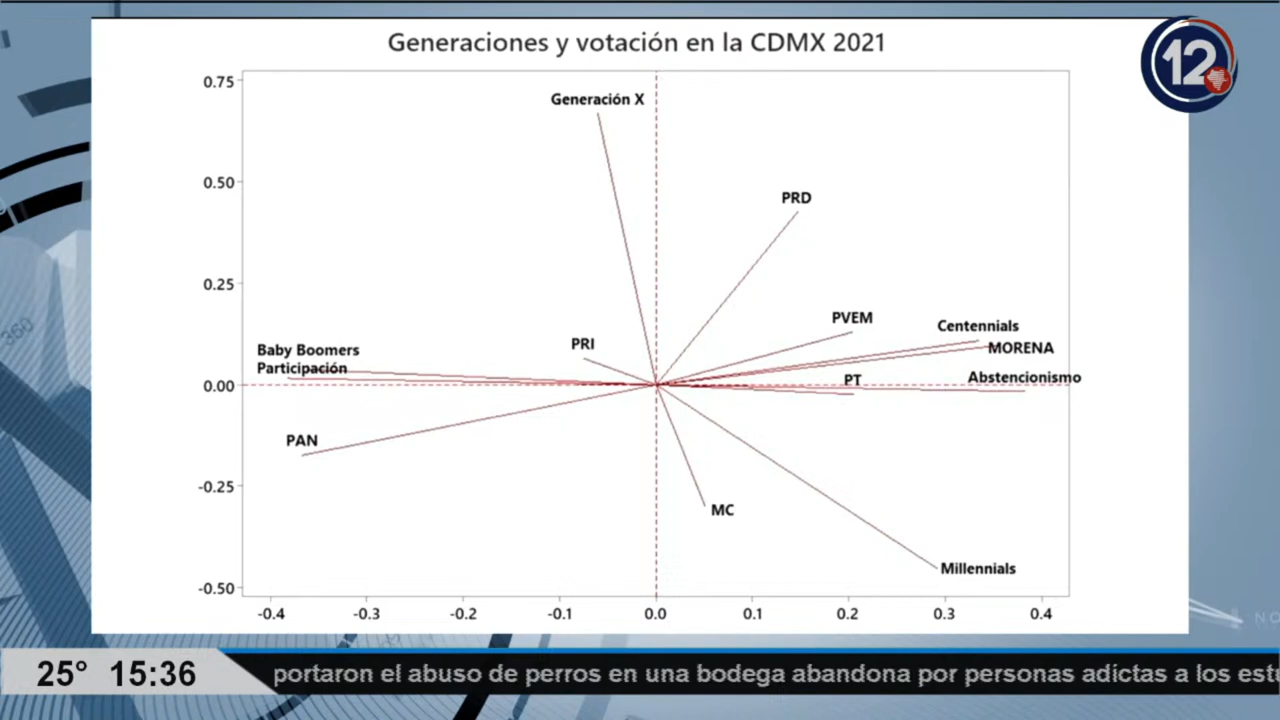 Generaciones y votación en la CDMX 2021
12
0.75
Generación X
0.50
PRD
0.25
PVEM
Centennials
PRI
MORENA
Baby Boomers
Participación
0.00
PT
Abstencionismo
PAN
-0.25
MC
Millennials
-0.50
-0.4 -0.3 -0.2 -0.1 0.0 0.1 0.2 0.3 0.4
360
NO
25° 15:36
portaron el abuso de perros en una bodega abandona por personas adictas a los est